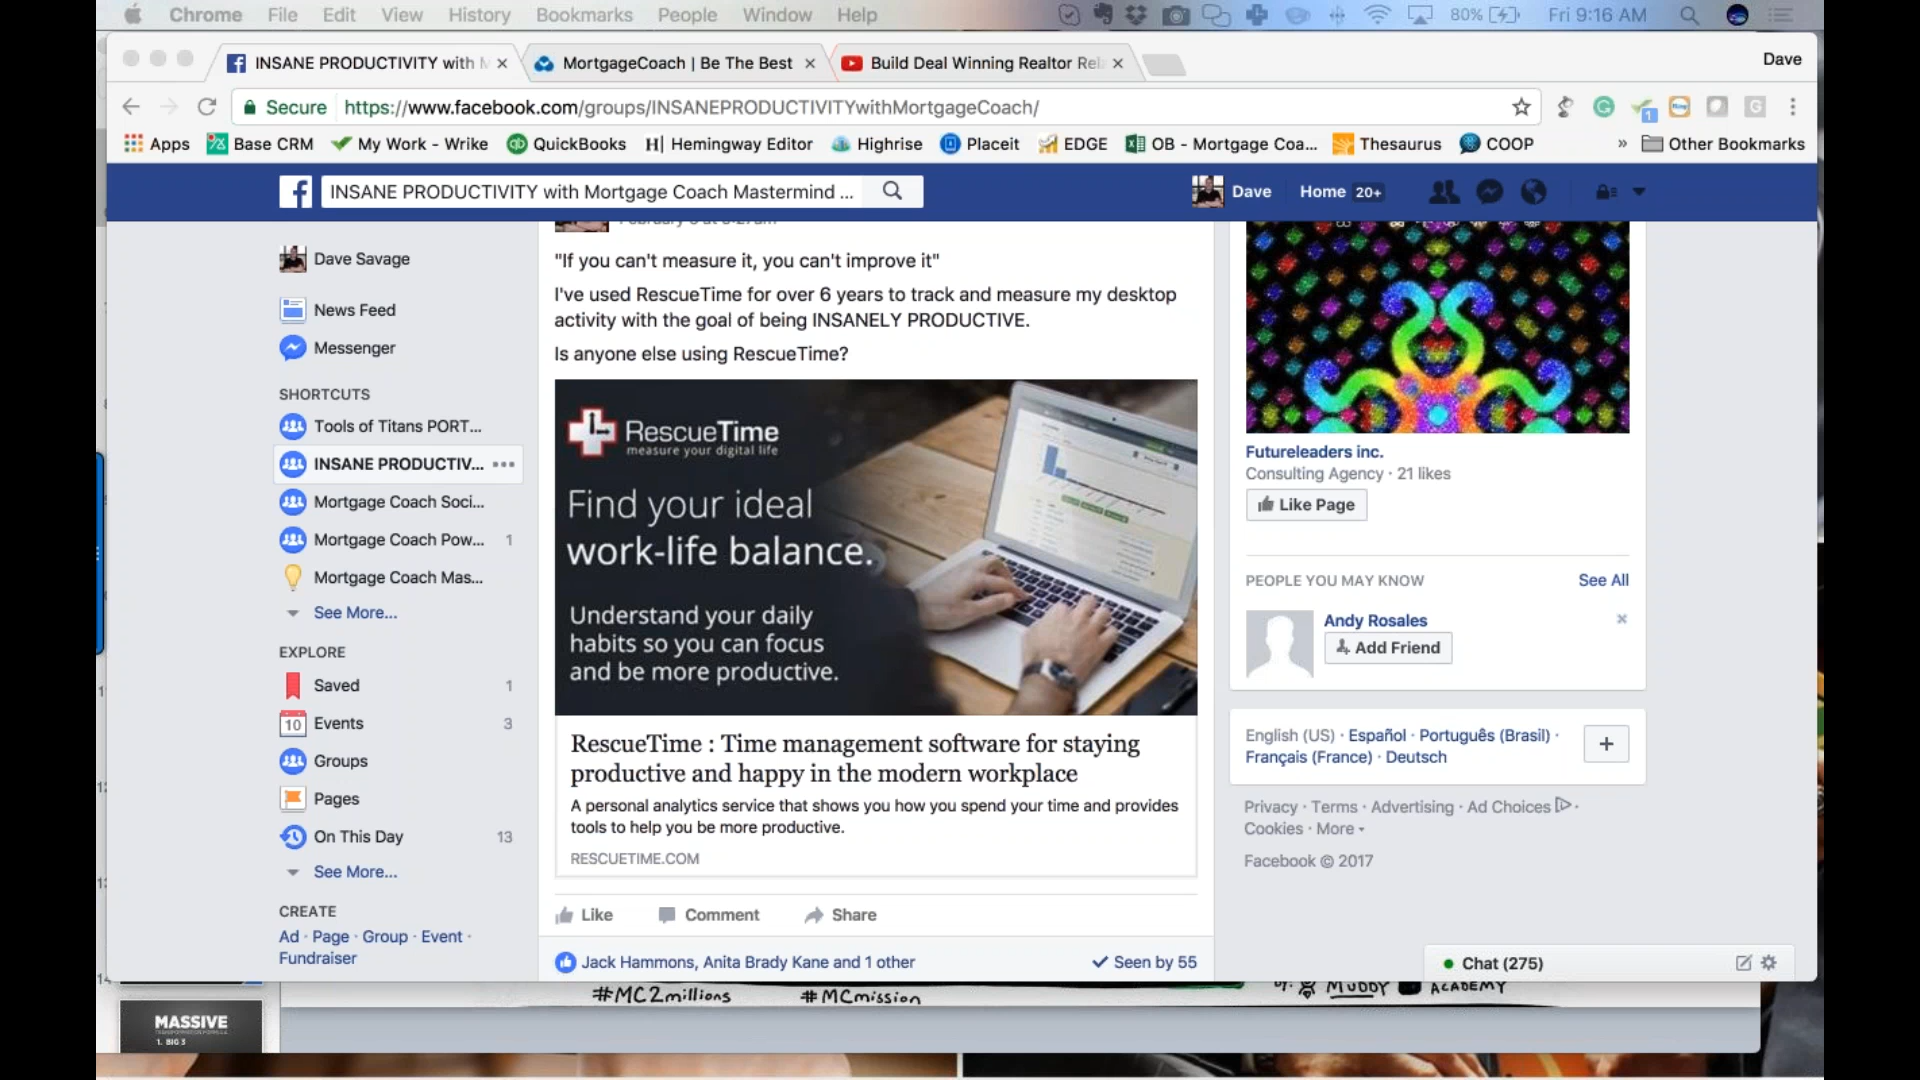 Chrome File Edit View History Bookmarks People Window Help
80% Fri 9:16 AM
INSANE PRODUCTIVITY with
MortgageCoach | Be The Best
Build Deal Winning Realtor
Dave
Secure https://www.facebook.com/groups/INSANEPRODUCTIVITYwithMortgageCoach/
1
Apps Base CRM My Work - Wrike QuickBooks Hemingway Editor Highrise Placeit EDGE OB - Mortgage Coa... Thesaurus COOP » Other Bookmarks
INSANE PRODUCTIVITY with Mortgage Coach Mastermind ...
Dave Home 20+
Dave Savage
News Feed
Messenger
SHORTCUTS
Tools of Titans PORT...
INSANE PRODUCTIV...
Mortgage Coach Soci...
Mortgage Coach Pow... 1
Mortgage Coach Mas...
See More...
EXPLORE
Saved 1
10 Events 3
Groups
Pages
On This Day 13
See More...
CREATE
Ad · Page · Group · Event ·
Fundraiser
"If you can't measure it, you can't improve it"
I've used RescueTime for over 6 years to track and measure my desktop
activity with the goal of being INSANELY PRODUCTIVE.
Is anyone else using RescueTime?
RescueTime
measure your digital life
Find your ideal
work-life balance.
Understand your daily
habits so you can focus
and be more productive.
RescueTime : Time management software for staying
productive and happy in the modern workplace
A personal analytics service that shows you how you spend your time and provides
tools to help you be more productive.
RESCUETIME.COM
Like Comment Share
Jack Hammons, Anita Brady Kane and 1 other
Seen by 55
Futureleaders inc.
Consulting Agency · 21 likes
Like Page
PEOPLE YOU MAY KNOW See All
Andy Rosales
Add Friend
English (US) · Español · Português (Brasil) ·
Français (France) · Deutsch
Privacy · Terms · Advertising · Ad Choices ·
Cookies · More
Facebook © 2017
Chat (275)
#MC2millions #MCmission
MUDDY ACADEMY
MASSIVE
1. BIG 3